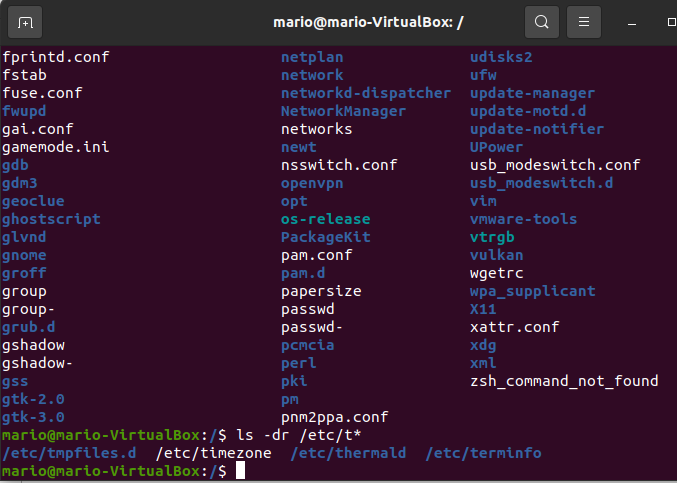 mario@mario-VirtualBox: /
fprintd.conf netplan udisks2
fstab network ufw
fuse.conf networkd-dispatcher update-manager
fwupd NetworkManager update-motd.d
gai.conf networks update-notifier
gamemode.ini newt UPower
gdb nsswitch.conf usb_modeswitch.conf
gdm3 openvpn usb_modeswitch.d
geoclue opt vim
ghostscript os-release vmware-tools
glvnd PackageKit vtrgb
gnome pam.conf vulkan
groff pam.d wgetrc
group papersize wpa_supplicant
group- passwd X11
grub.d passwd- xattr.conf
gshadow pcmcia xdg
gshadow- perl xml
gss pki zsh_command_not_found
gtk-2.0 pm
gtk-3.0 pnm2ppa.conf
mario@mario-VirtualBox:/$ ls -dr /etc/t*
/etc/tmpfiles.d /etc/timezone /etc/thermald /etc/terminfo
mario@mario-VirtualBox:/$